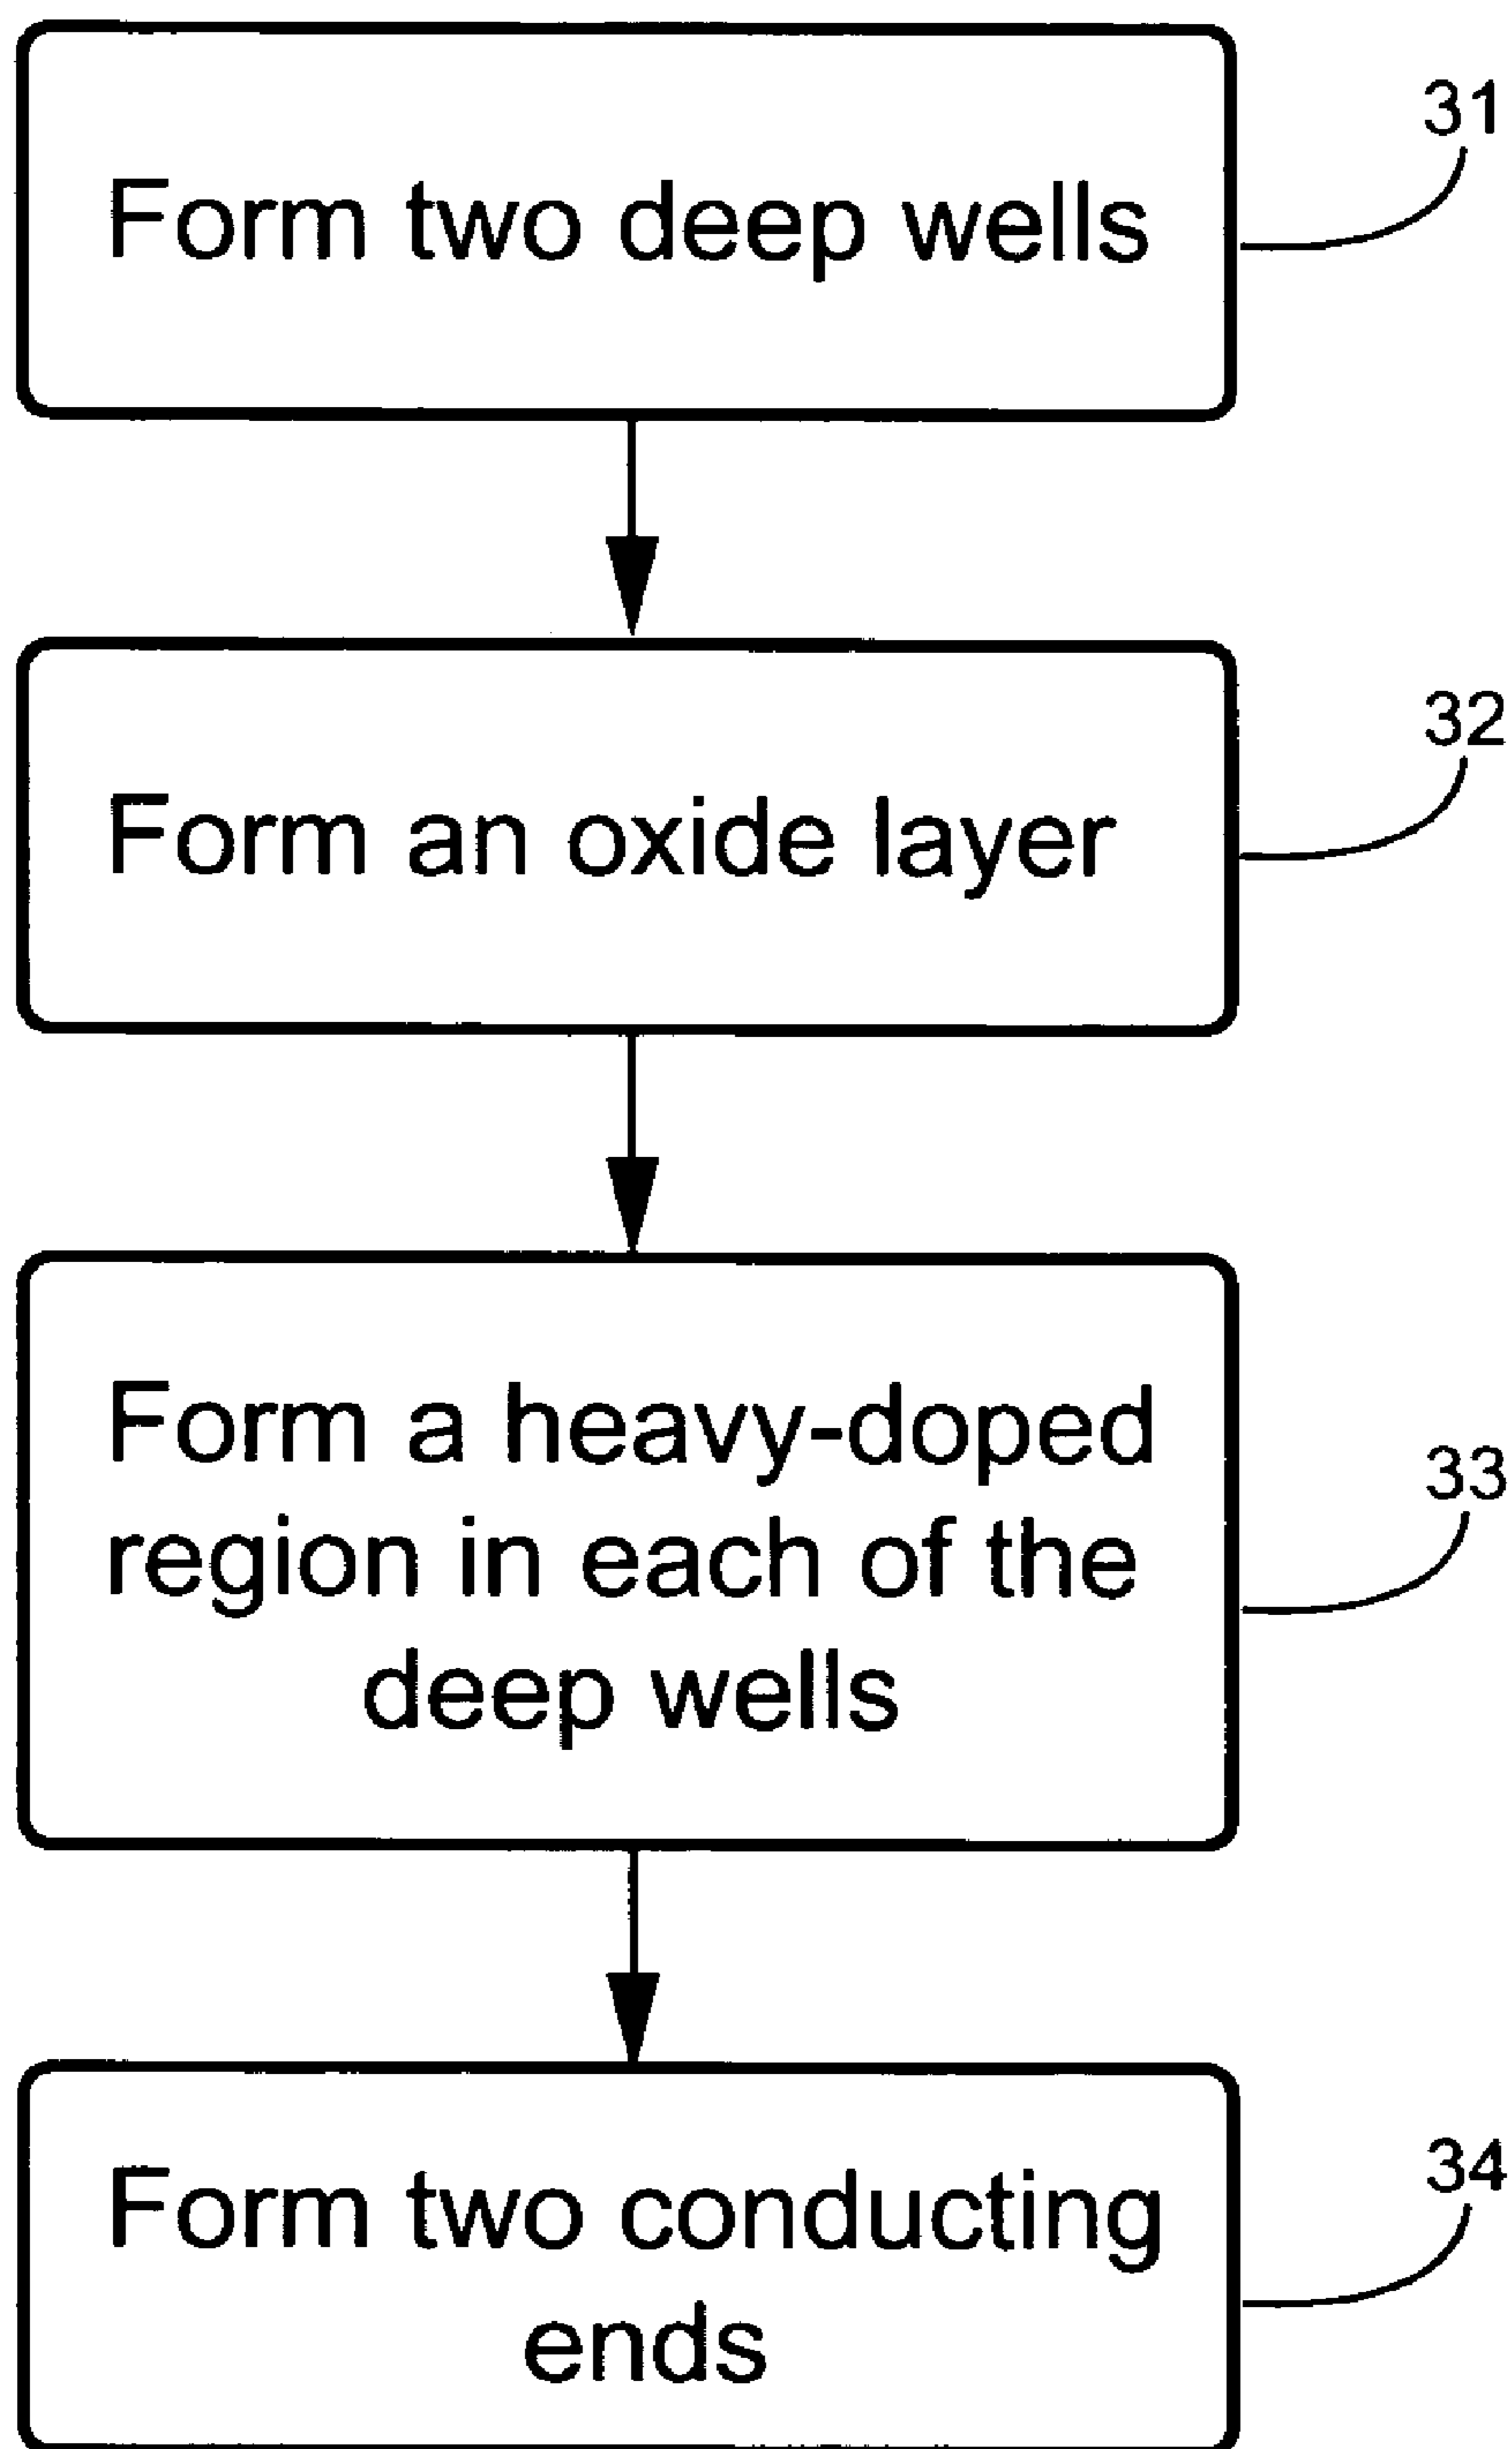 31
Form two deep wells
32
Form an oxide layer
33
Form a heavy-doped
region in each of the
deep wells
34
Form two conducting
ends